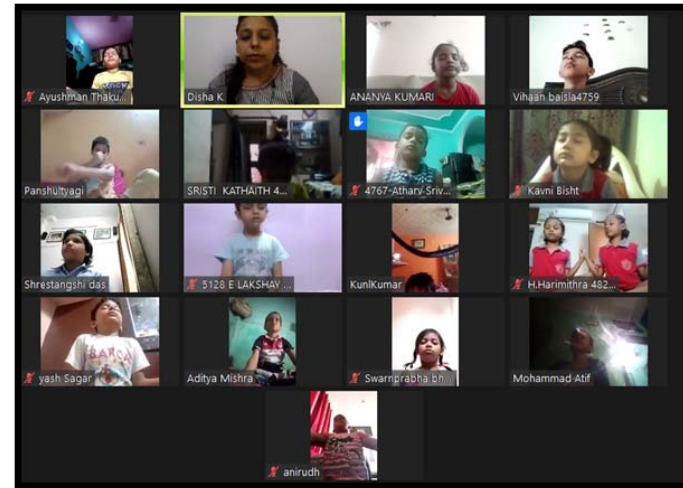 Ayushman Thaku...
Disha K
ANANYA KUMARI
Vihaan baisla4759
Panshultyagi
SRISTI KATHAITH 4...
4767-Atharv Sriv...
Kavni Bisht
Shrestangshi das
5128 E LAKSHAY ...
KunlKumar
H.Harimithra 482...
yash Sagar
Aditya Mishra
Swarnprabha bh...
Mohammad Atif
anirudh